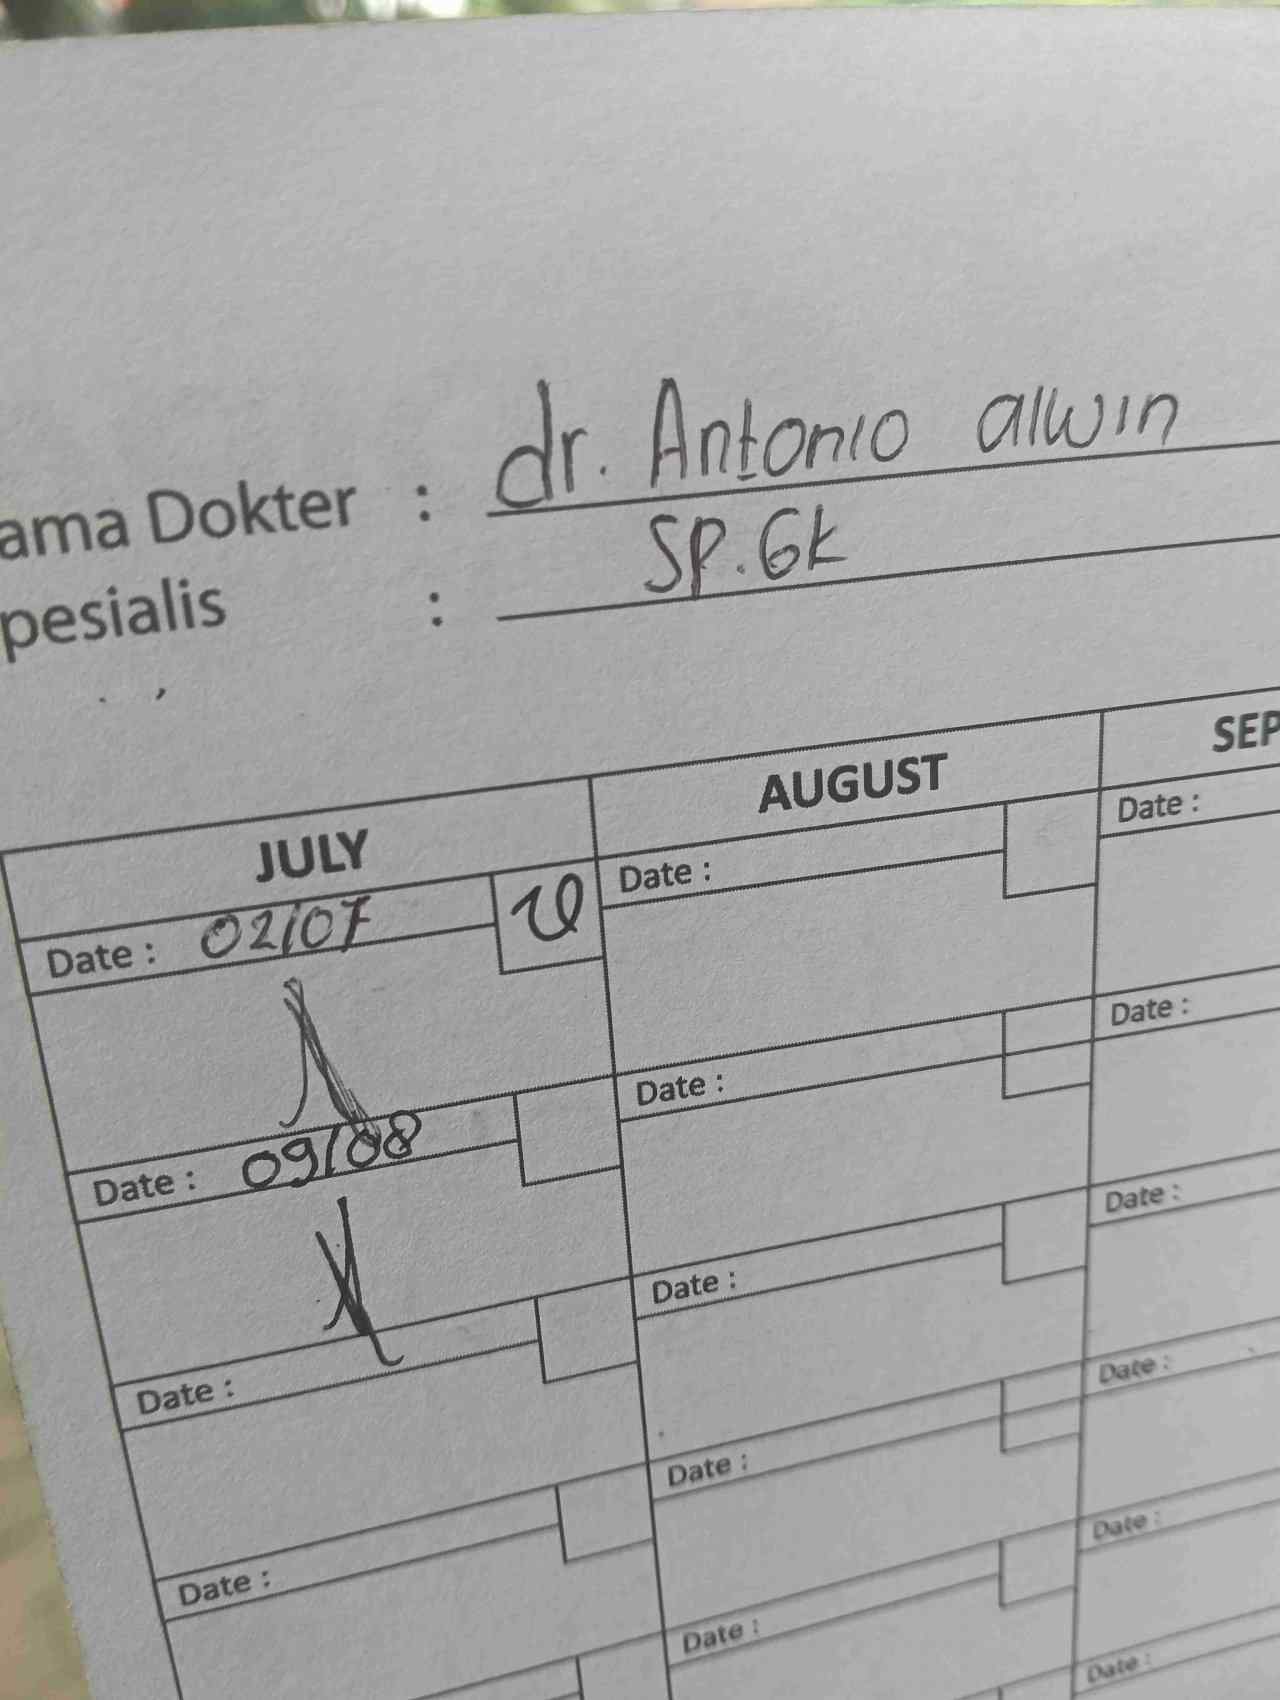 ama Dokter : dr. Antonio alwin
pesialis : SP.GK
JULY AUGUST SEP
Date : 02/07
Date :
Date :
Date : 09/08
Date :
Date :
Date :
Date :
Date :
Date :
Date :
Date :
Date :
Date :
Date :